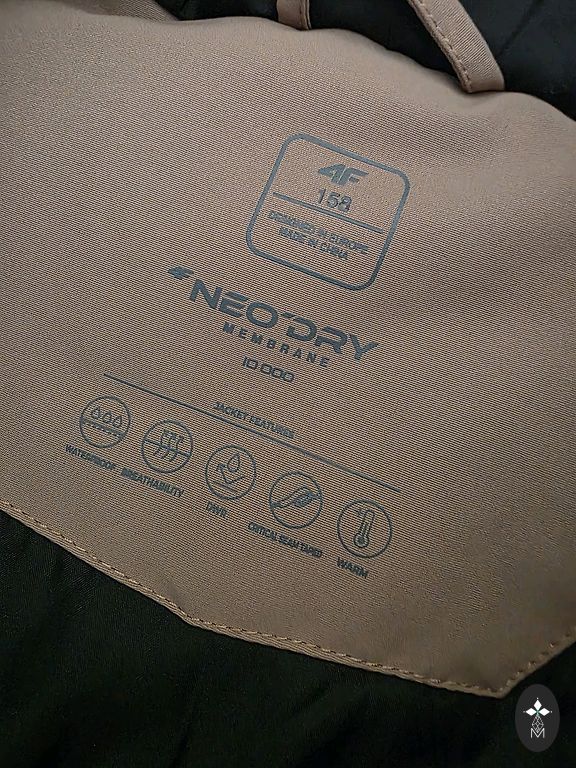 4F
158
DESIGNED IN EUROPE
MADE IN CHINA
4F NEO DRY
MEMBRANE
10 000
JACKET FEATURES
WATERPROOF BREATHABILITY DWR CRITICAL SEAM TAPED WARM
M